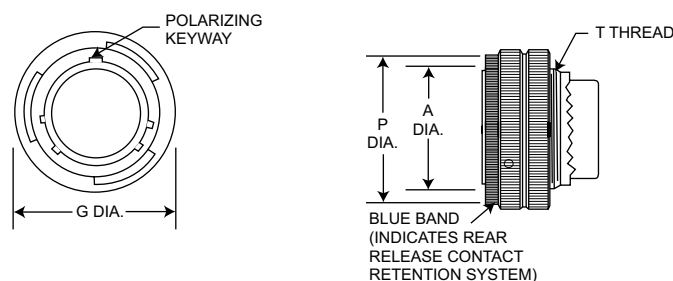 POLARIZING
KEYWAY
G DIA.
T THREAD
P
DIA.
A
DIA.
BLUE BAND
(INDICATES REAR
RELEASE CONTACT
RETENTION SYSTEM)